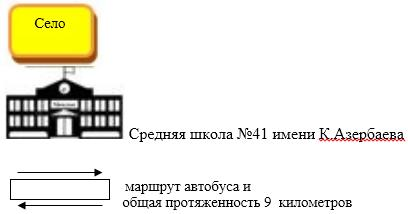 Село
Средняя школа №41 имени К.Азербаева
маршрут автобуса и
общая протяженность 9 километров